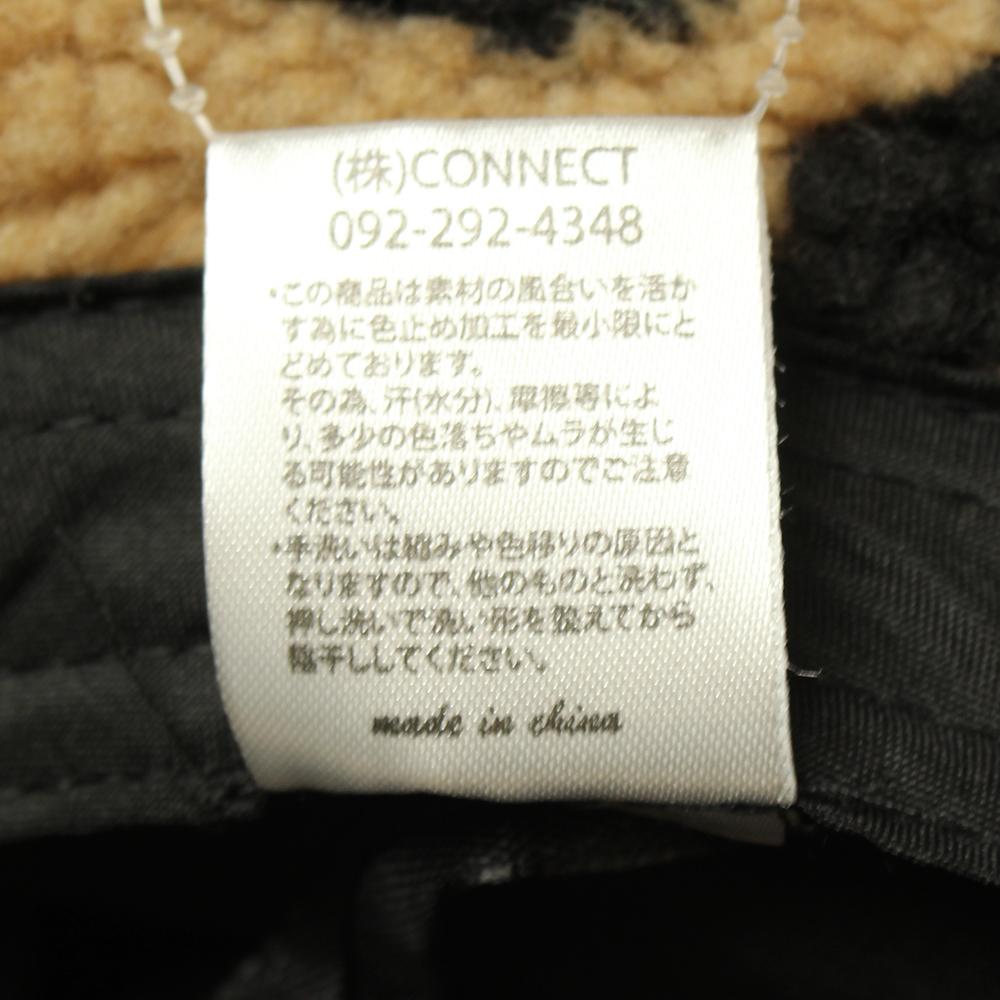 (株)CONNECT
092-292-4348
・この商品は素材の風合いを活か
す為に色止め加工を最小限にと
どめております。
その為、汗(水分)、摩擦等によ
り、多少の色落ちやムラが生じ
る可能性がありますのでご注意
ください。
・手洗いは縮みや色移りの原因と
なりますので、他のものと洗わず、
押し洗いで洗い形を整えてから
陰干ししてください。
made in china